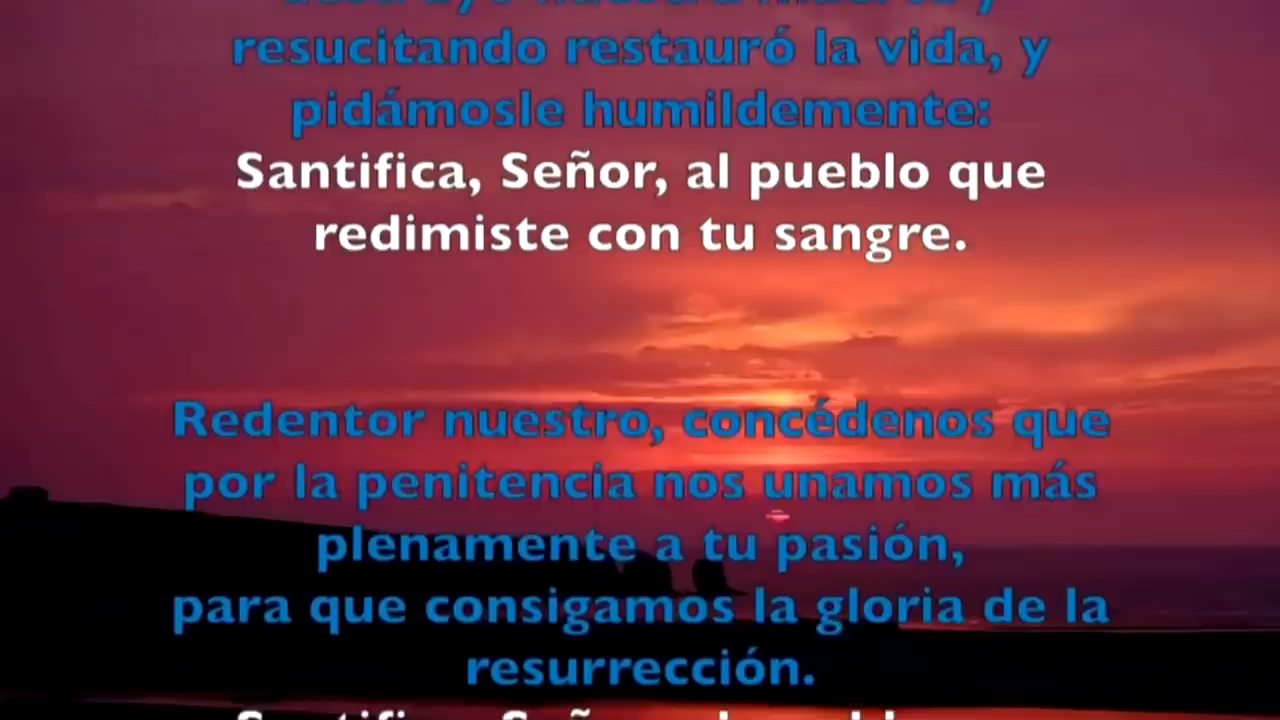 resucitando restauró la vida, y
pidámosle humildemente:
Santifica, Señor, al pueblo que
redimiste con tu sangre.
Redentor nuestro, concédenos que
por la penitencia nos unamos más
plenamente a tu pasión,
para que consigamos la gloria de la
resurrección.